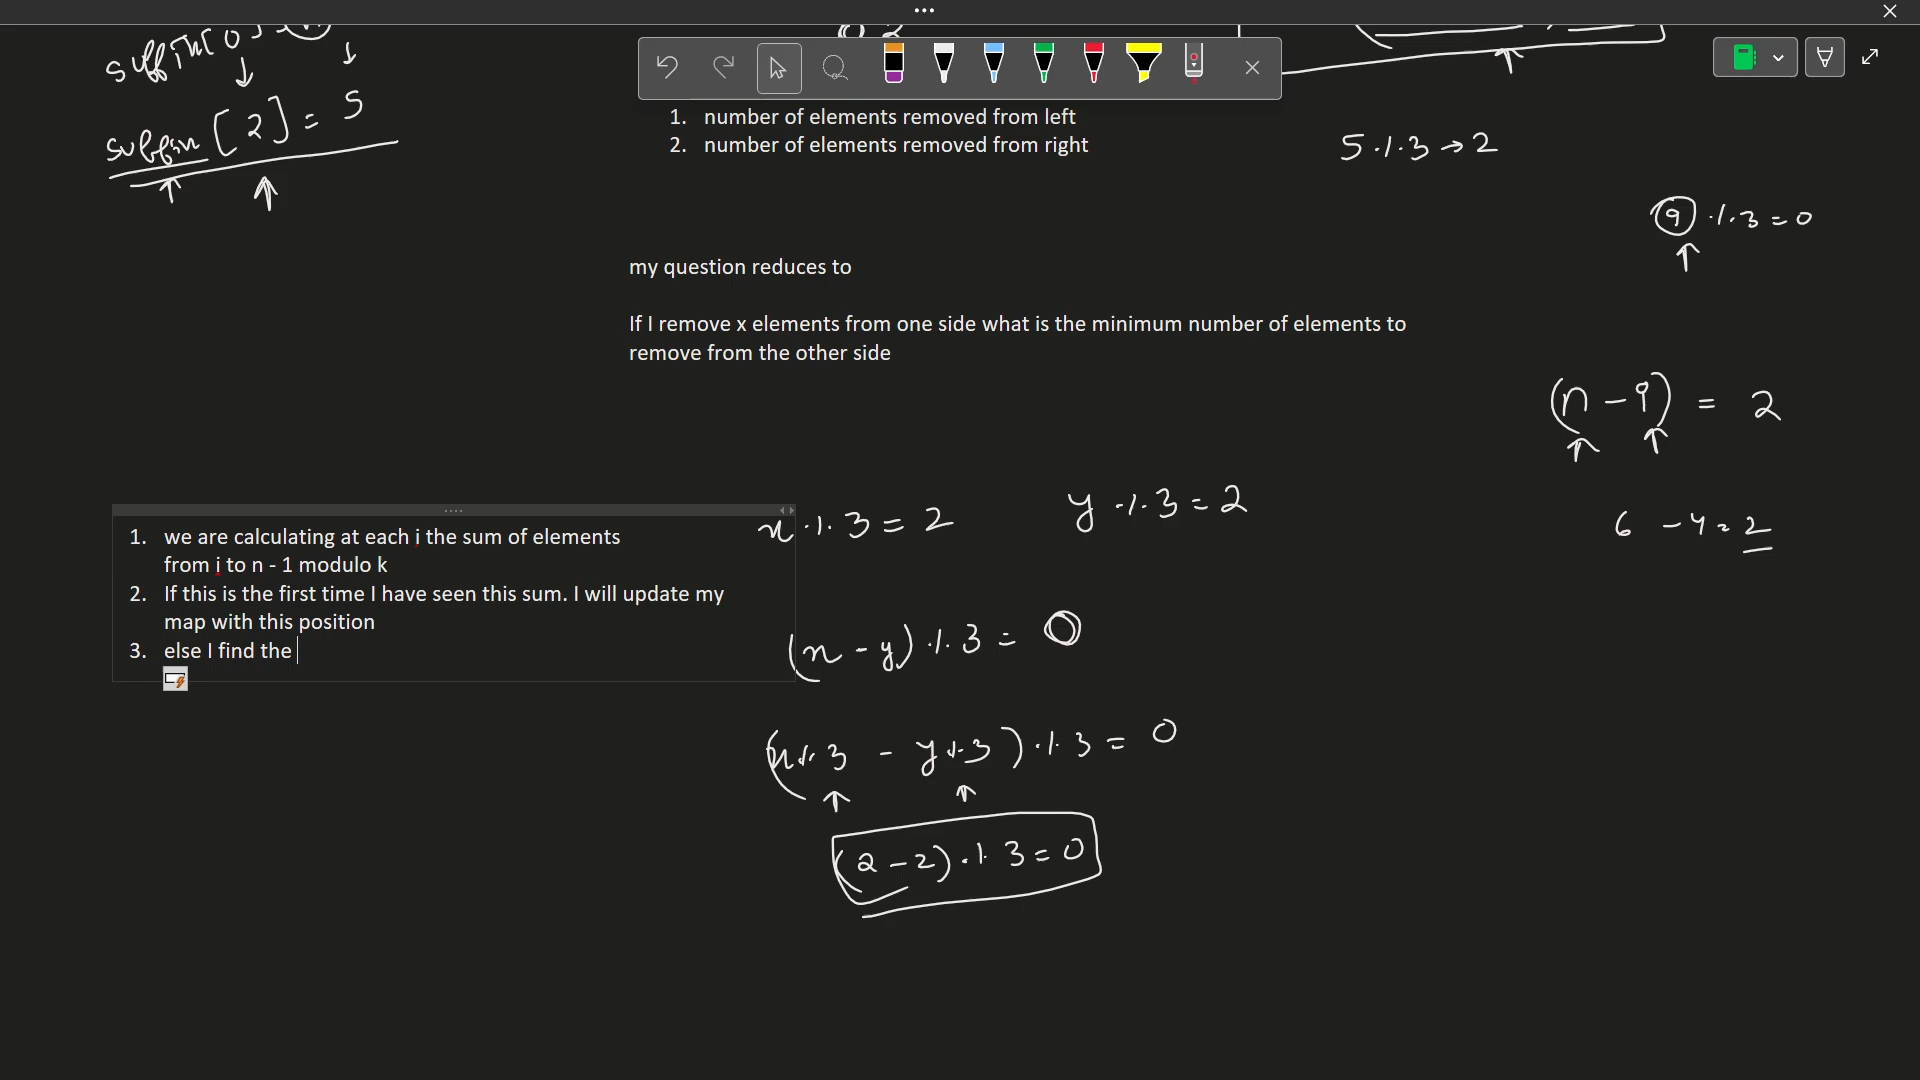 suffin[0] =
suffin [2] = 5
1. number of elements removed from left
2. number of elements removed from right
5 % 3 → 2
9 % 3 = 0
my question reduces to
If I remove x elements from one side what is the minimum number of elements to
remove from the other side
(n - 9) = 2
6 - 4 = 2
x % 3 = 2
y % 3 = 2
1. we are calculating at each i the sum of elements
from i to n - 1 modulo k
2. If this is the first time I have seen this sum. I will update my
map with this position
3. else I find the
(x - y) % 3 = 0
(x % 3 - y % 3) % 3 = 0
(2 - 2) % 3 = 0